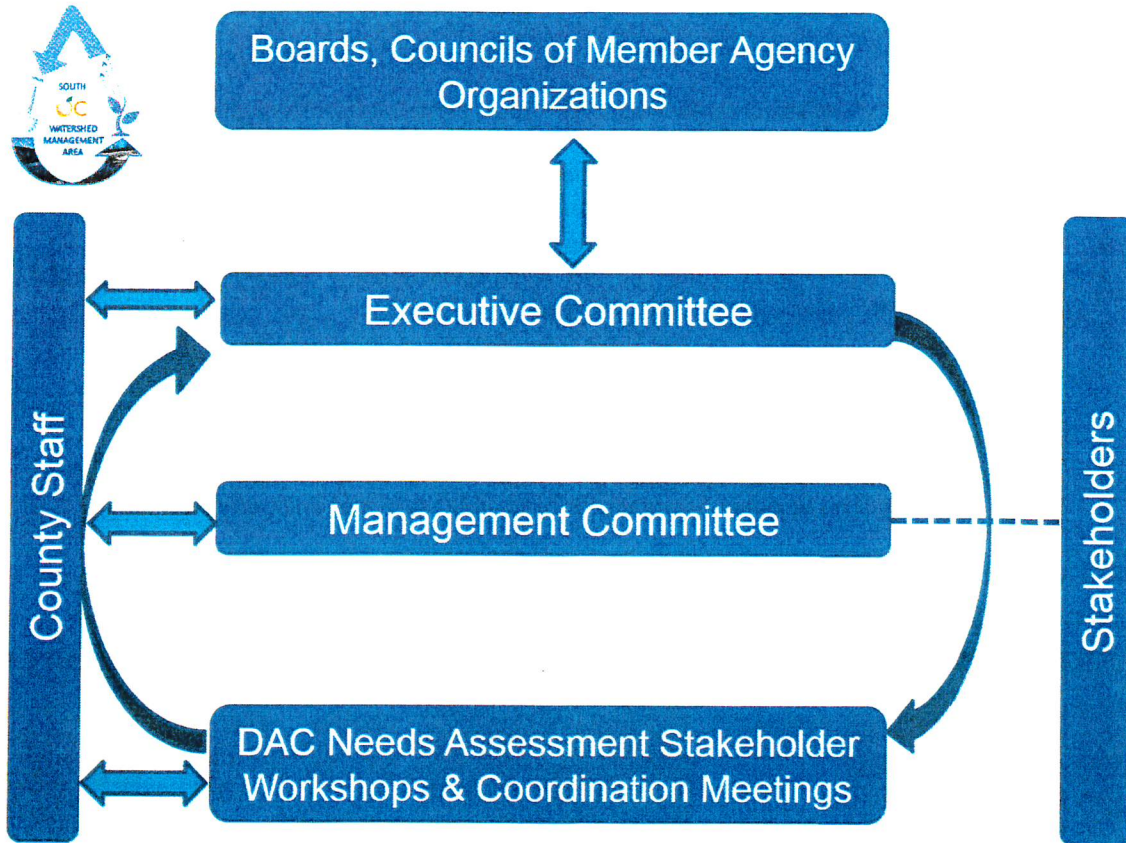 SOUTH
OC
WATERSHED
MANAGEMENT
AREA
Boards, Councils of Member Agency
Organizations
Executive Committee
County Staff
Management Committee
Stakeholders
DAC Needs Assessment Stakeholder
Workshops & Coordination Meetings